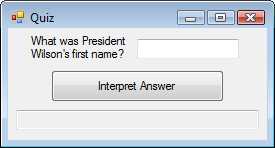 Quiz
What was President
Wilson's first name?
Interpret Answer